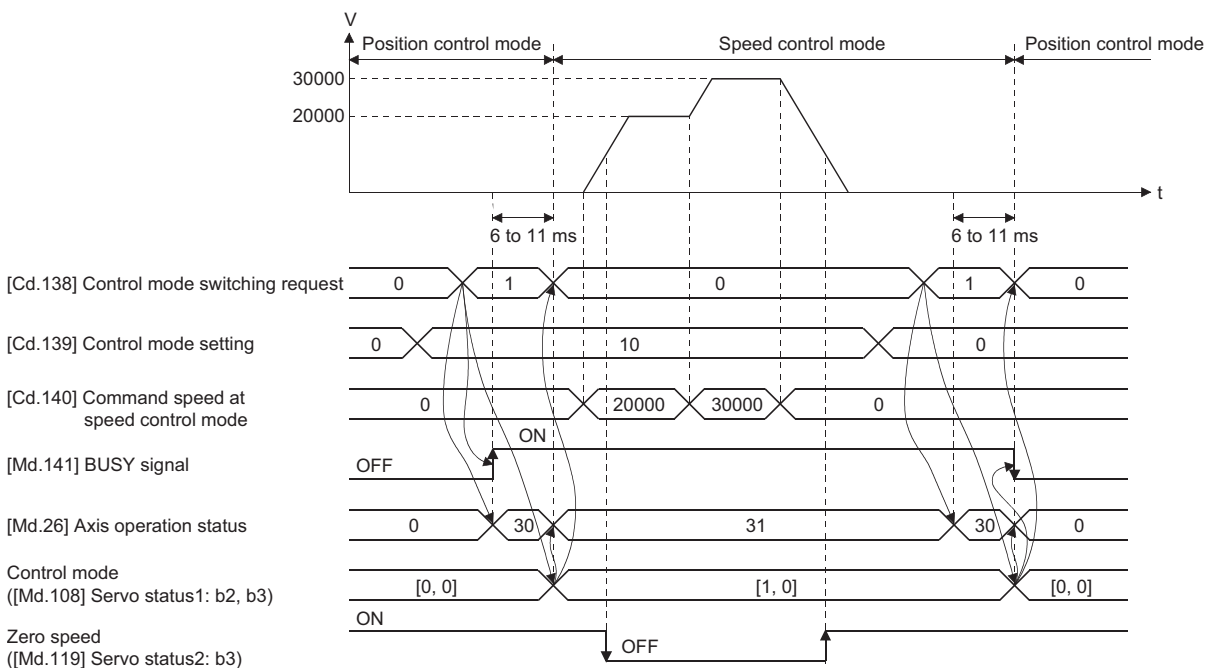 V
Position control mode Speed control mode Position control mode
30000
20000
t
6 to 11 ms 6 to 11 ms
[Cd.138] Control mode switching request 0 1 0 1 0
[Cd.139] Control mode setting 0 10 0
[Cd.140] Command speed at
speed control mode
0 20000 30000 0
ON
[Md.141] BUSY signal OFF
[Md.26] Axis operation status 0 30 31 30 0
Control mode
([Md.108] Servo status1: b2, b3)
[0, 0] [1, 0] [0, 0]
ON
Zero speed
([Md.119] Servo status2: b3)
OFF